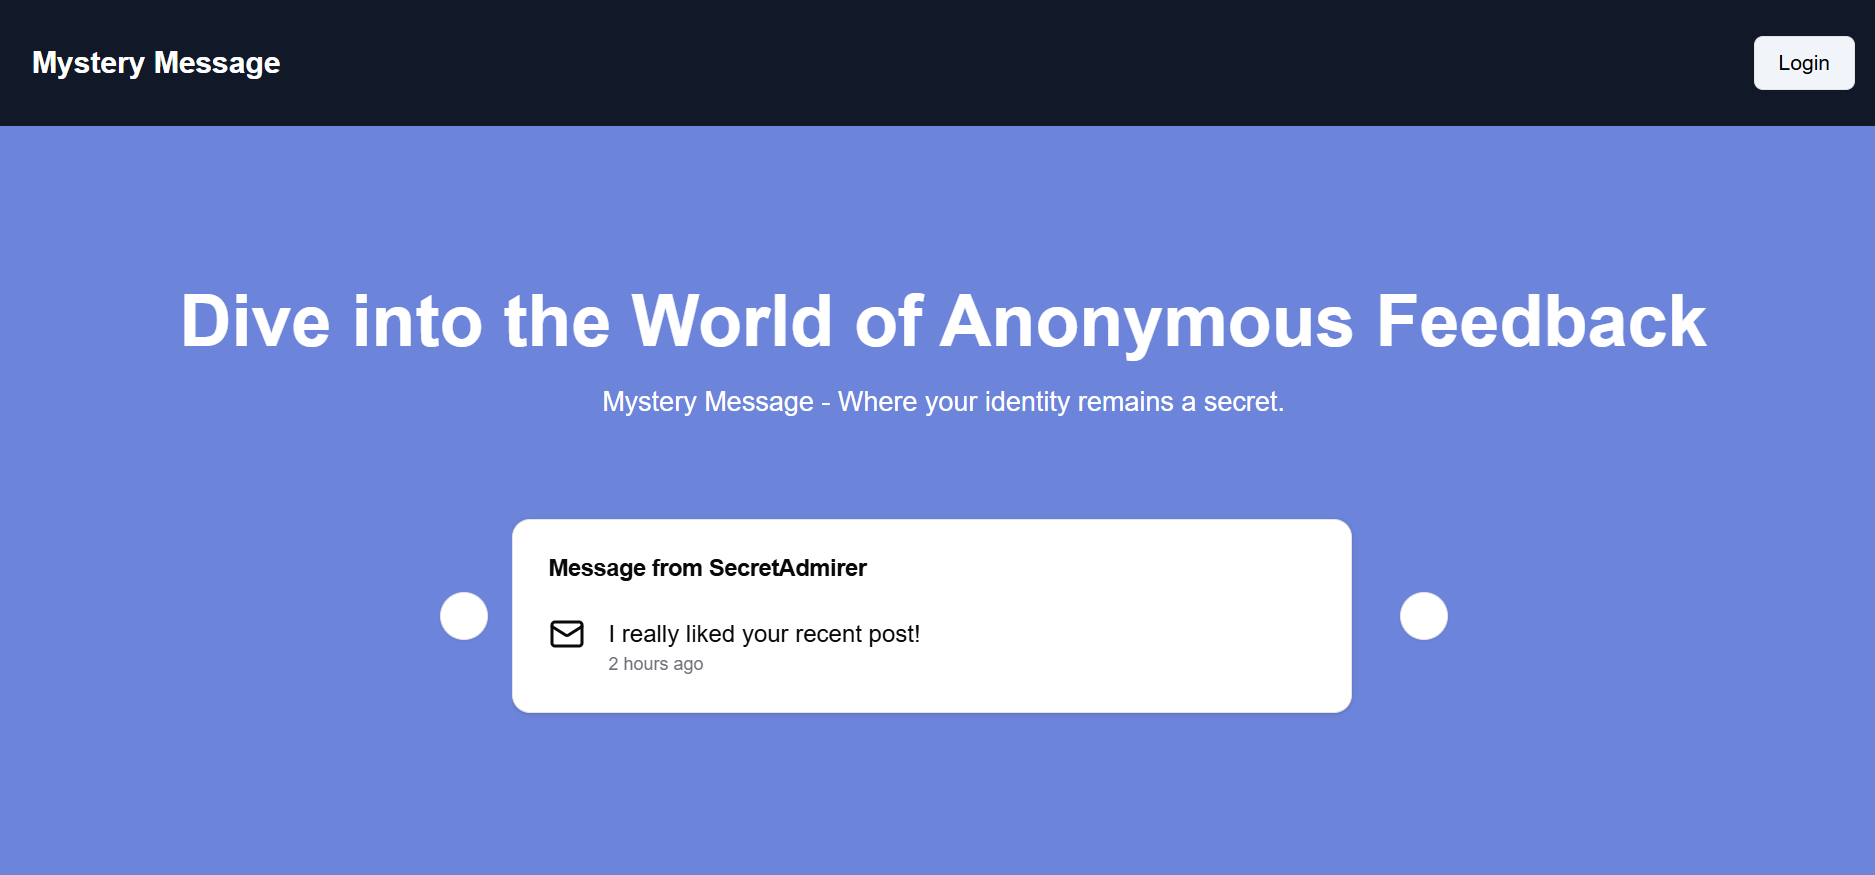 Mystery Message
Login
Dive into the World of Anonymous Feedback
Mystery Message - Where your identity remains a secret.
Message from SecretAdmirer
I really liked your recent post!
2 hours ago